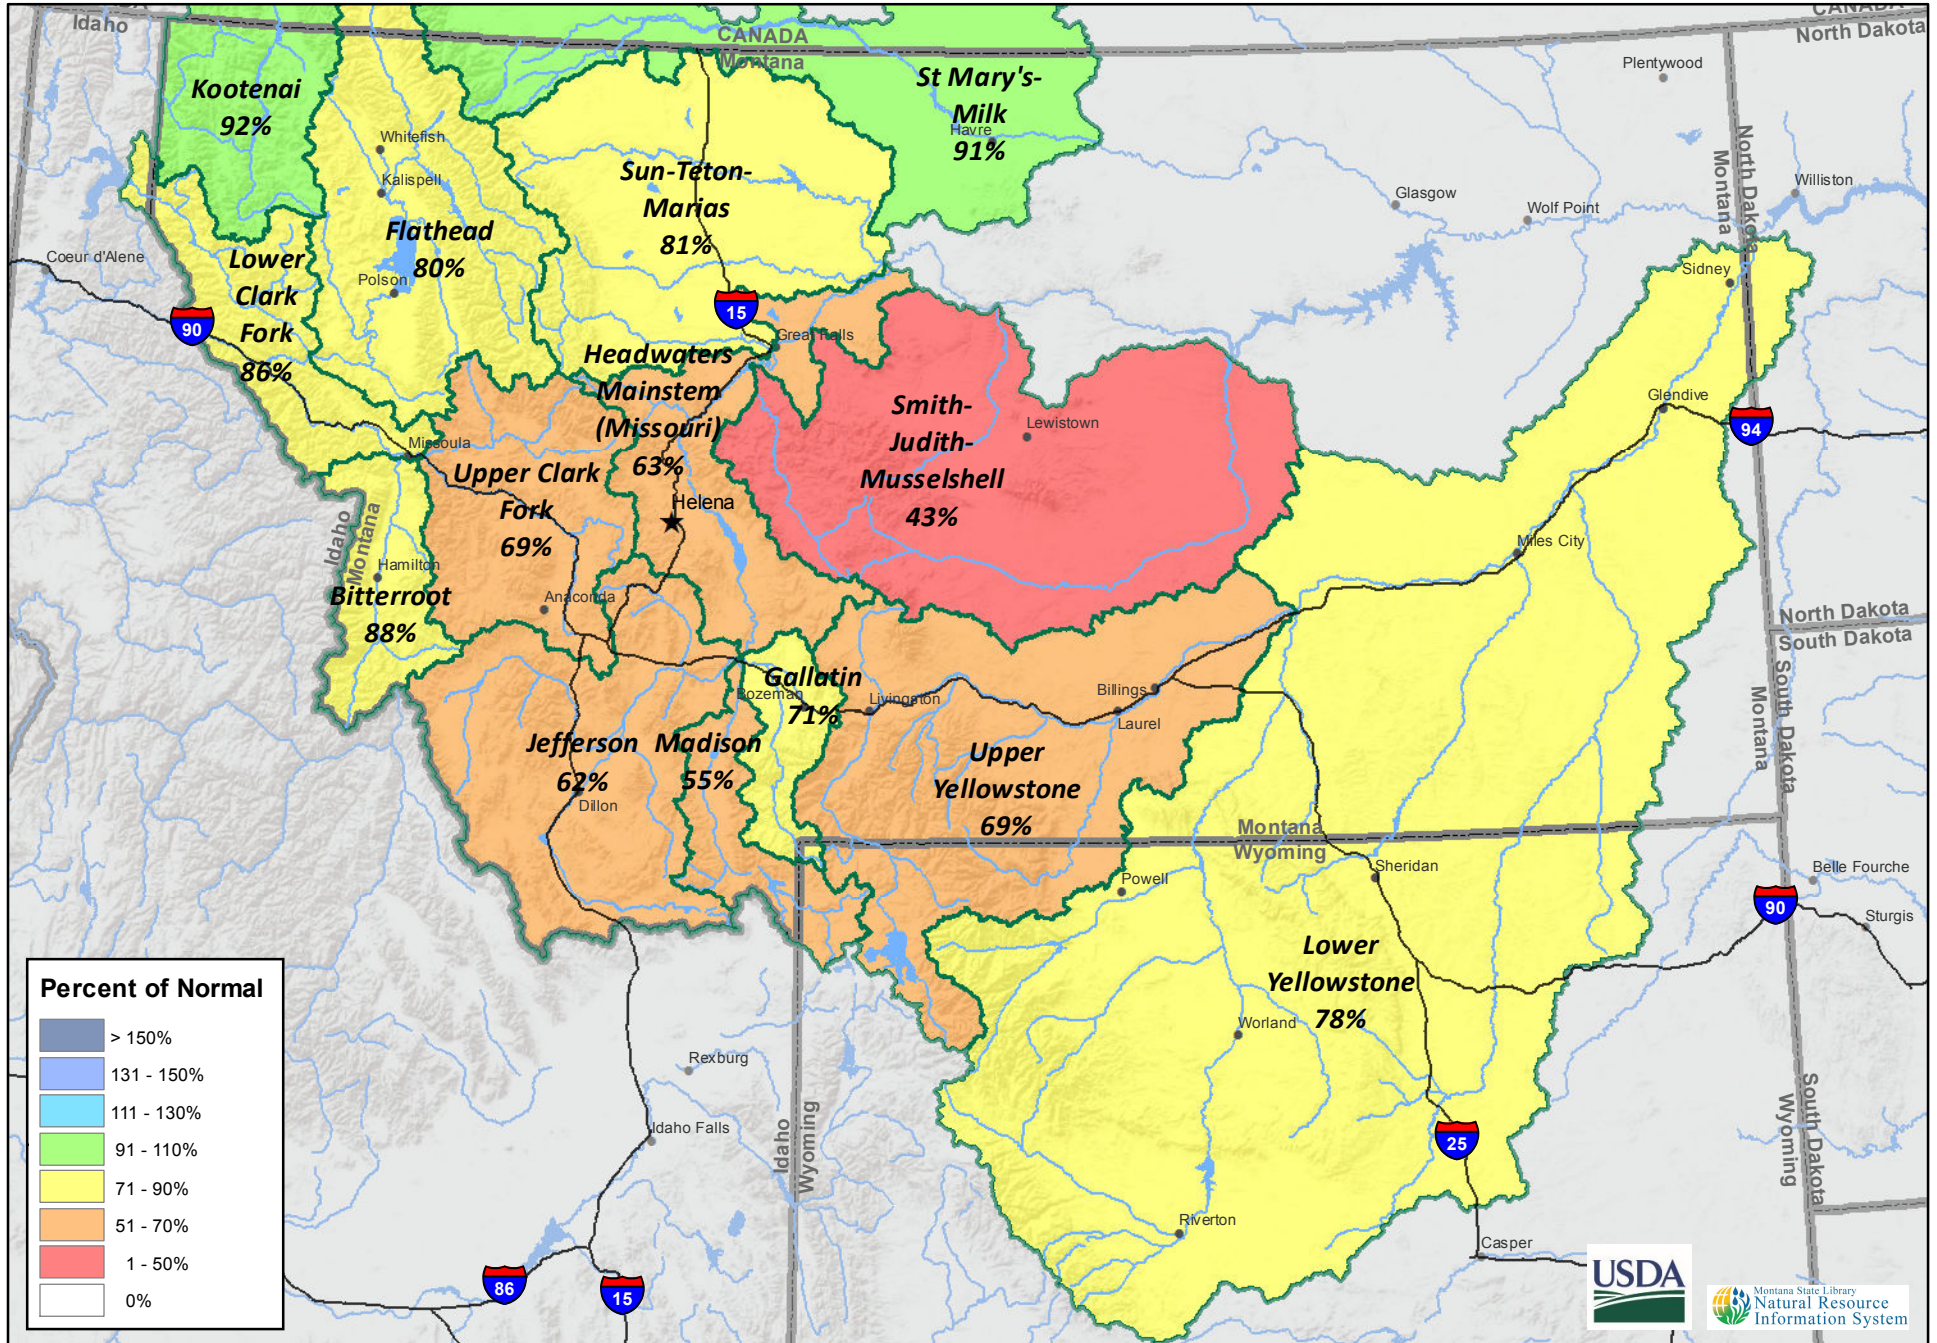 CANADA
Idaho
CANADA
Montana
CANADA
North Dakota
Kootenai
92%
St Mary's-
Milk
Havre
91%
Plentywood
Whitefish
Kalispell
Flathead
80%
Polson
Sun-Teton-
Marias
81%
North Dakota
Montana
Glasgow
Wolf Point
Williston
Coeur d'Alene
Lower
Clark
Fork
86%
90
15
Great Falls
Sidney
Headwaters
Mainstem
(Missouri)
63%
Helena
Smith-
Judith-
Musselshell
43%
Lewistown
Glendive
94
Missoula
Upper Clark
Fork
69%
Idaho
Montana
Hamilton
Bitterroot
88%
Anaconda
Miles City
North Dakota
South Dakota
Gallatin
Bozeman
71%
Livingston
Billings
Laurel
South Dakota
Montana
Jefferson
62%
Dillon
Madison
55%
Upper
Yellowstone
69%
Montana
Wyoming
Powell
Sheridan
Belle Fourche
90
Sturgis
Lower
Yellowstone
78%
Worland
Percent of Normal
> 150%
131 - 150%
111 - 130%
91 - 110%
71 - 90%
51 - 70%
1 - 50%
0%
Rexburg
Idaho Falls
Idaho
Wyoming
South Dakota
Wyoming
25
Riverton
Casper
86
15
USDA
Montana State Library
Natural Resource
Information System